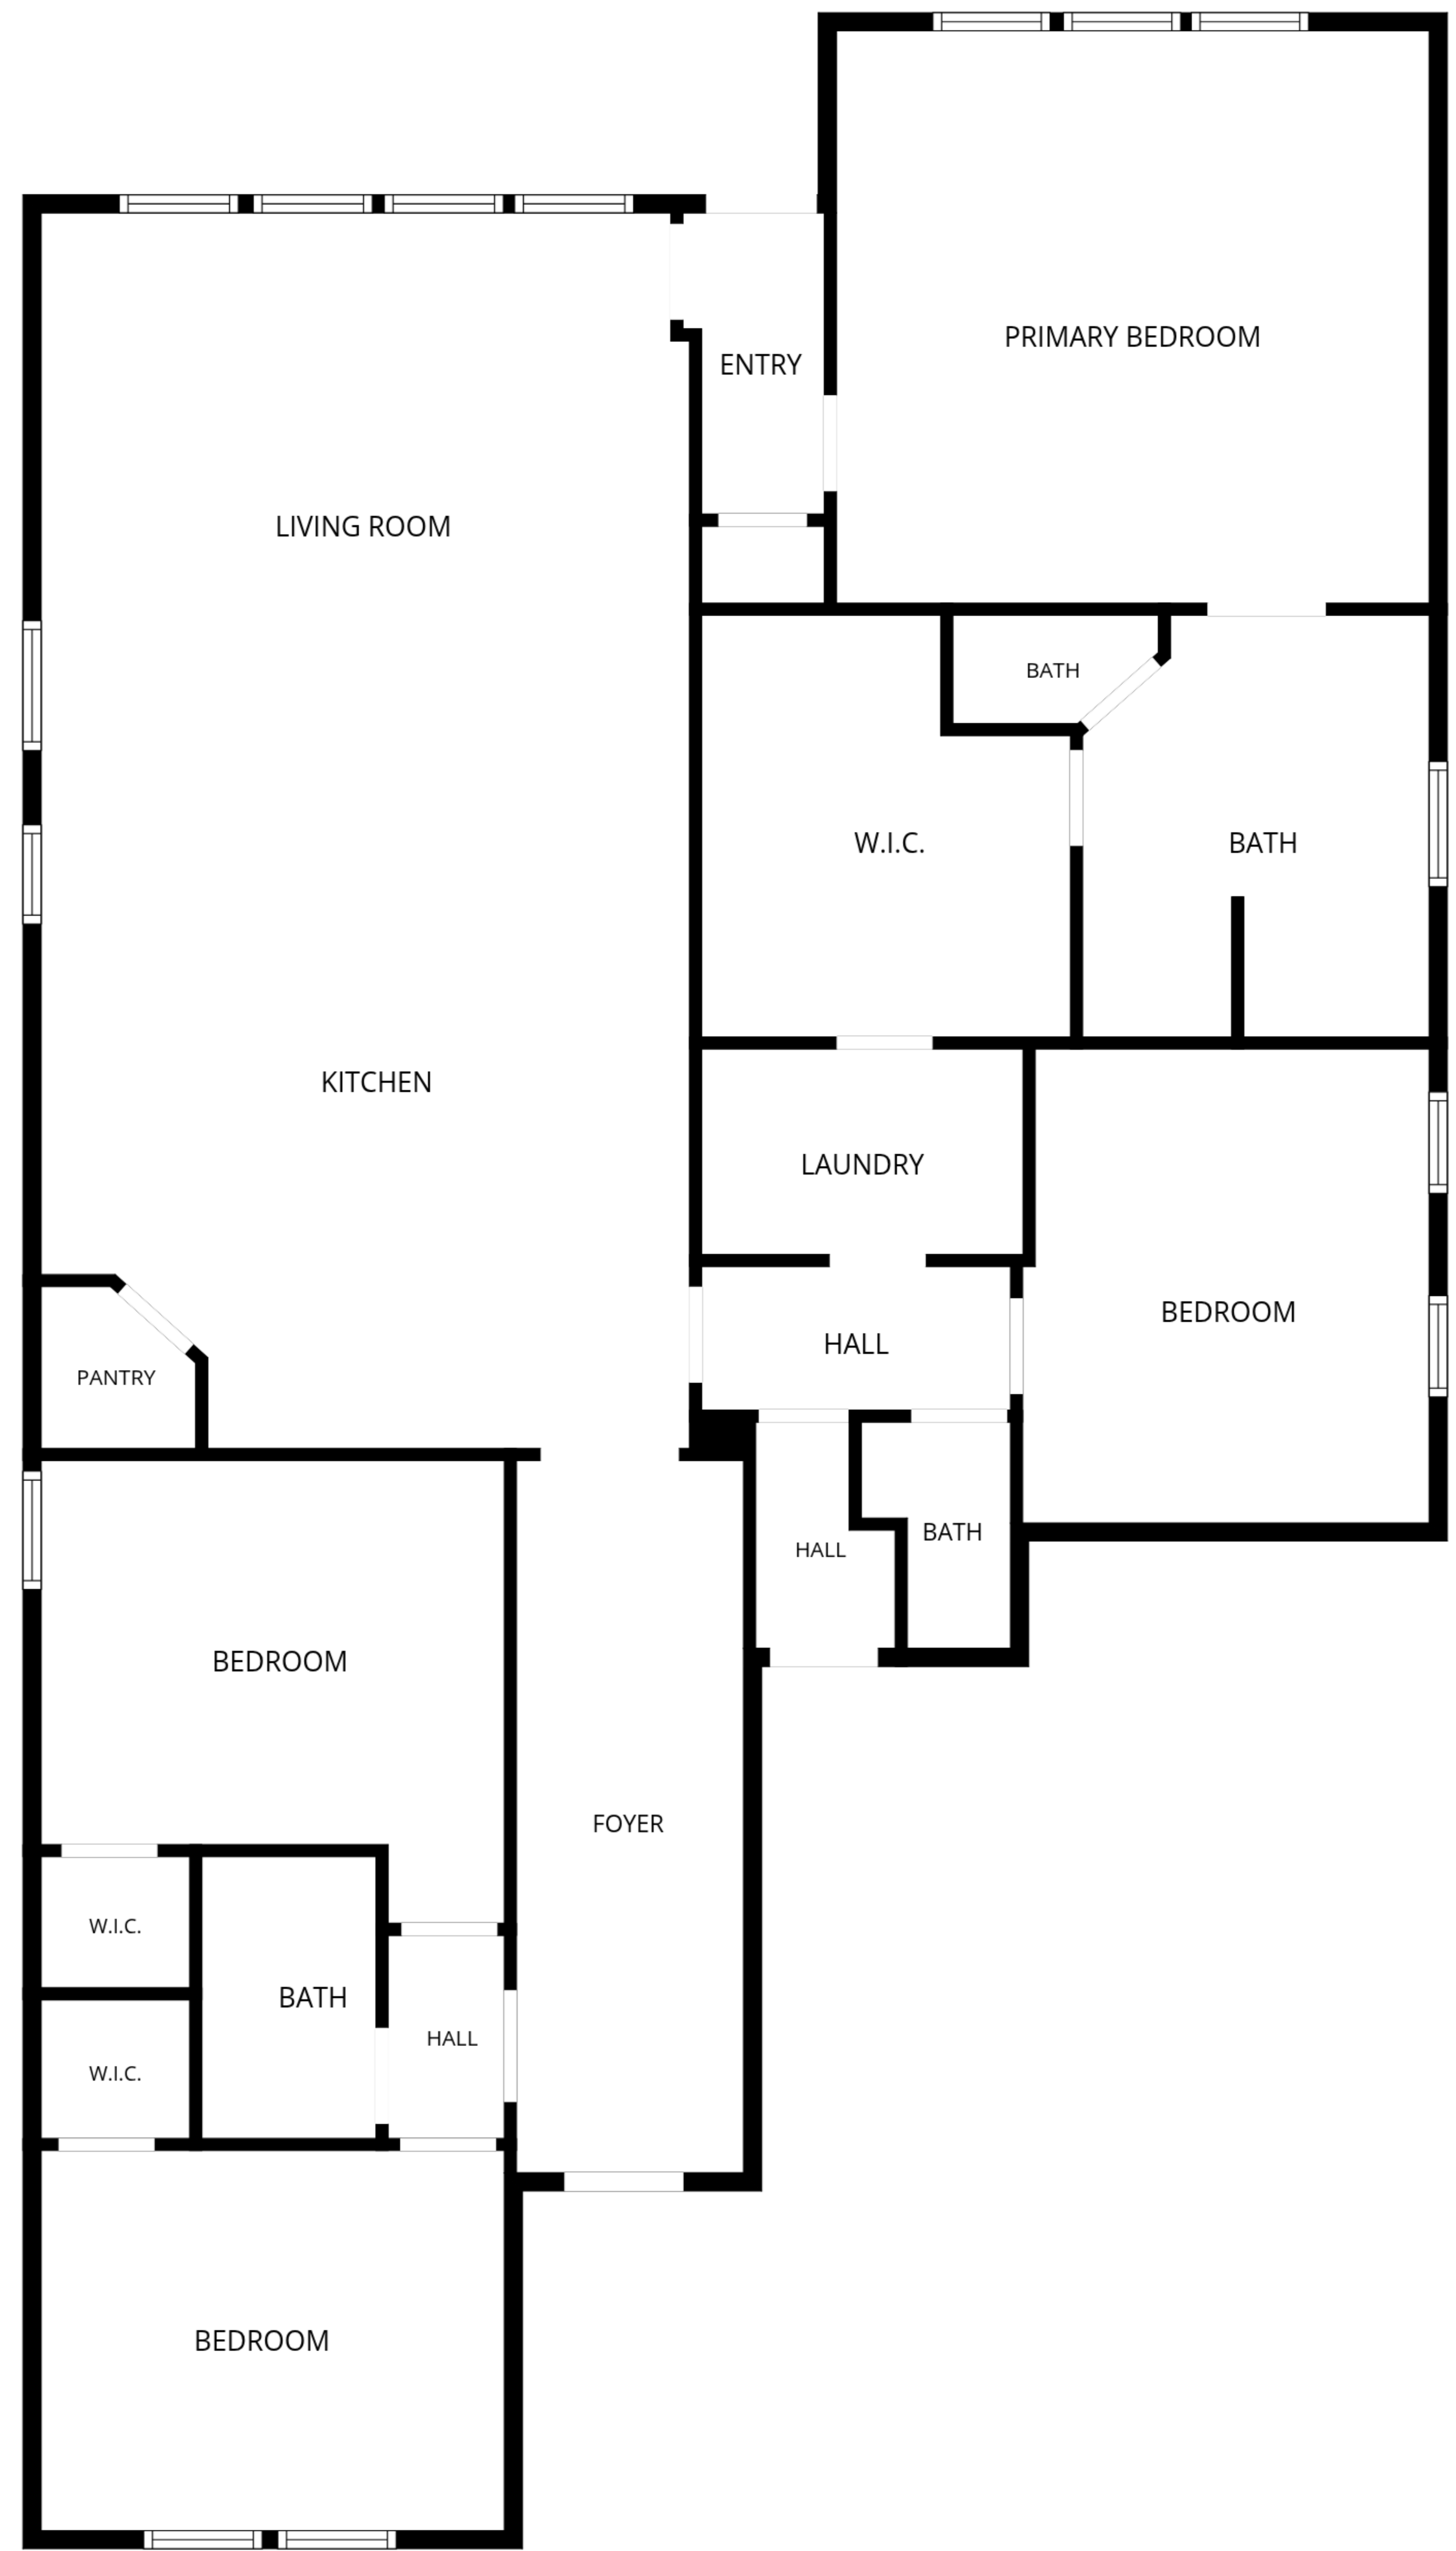 PRIMARY BEDROOM
ENTRY
LIVING ROOM
BATH
W.I.C.
BATH
KITCHEN
LAUNDRY
BEDROOM
HALL
PANTRY
BATH
HALL
BEDROOM
FOYER
W.I.C.
BATH
HALL
W.I.C.
BEDROOM